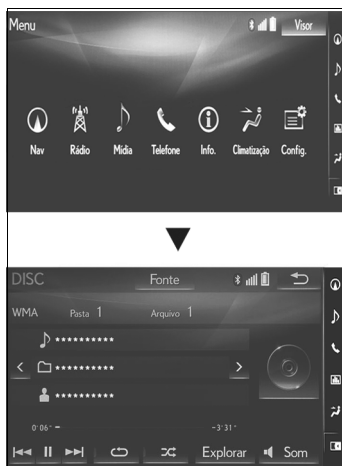 Menu Visor
Nav Rádio Mídia Telefone Info. Climatização Config.
DISC Fonte
WMA Pasta 1 Arquivo 1
**********
**********
**********
0'06" -3'31"
Explorar Som